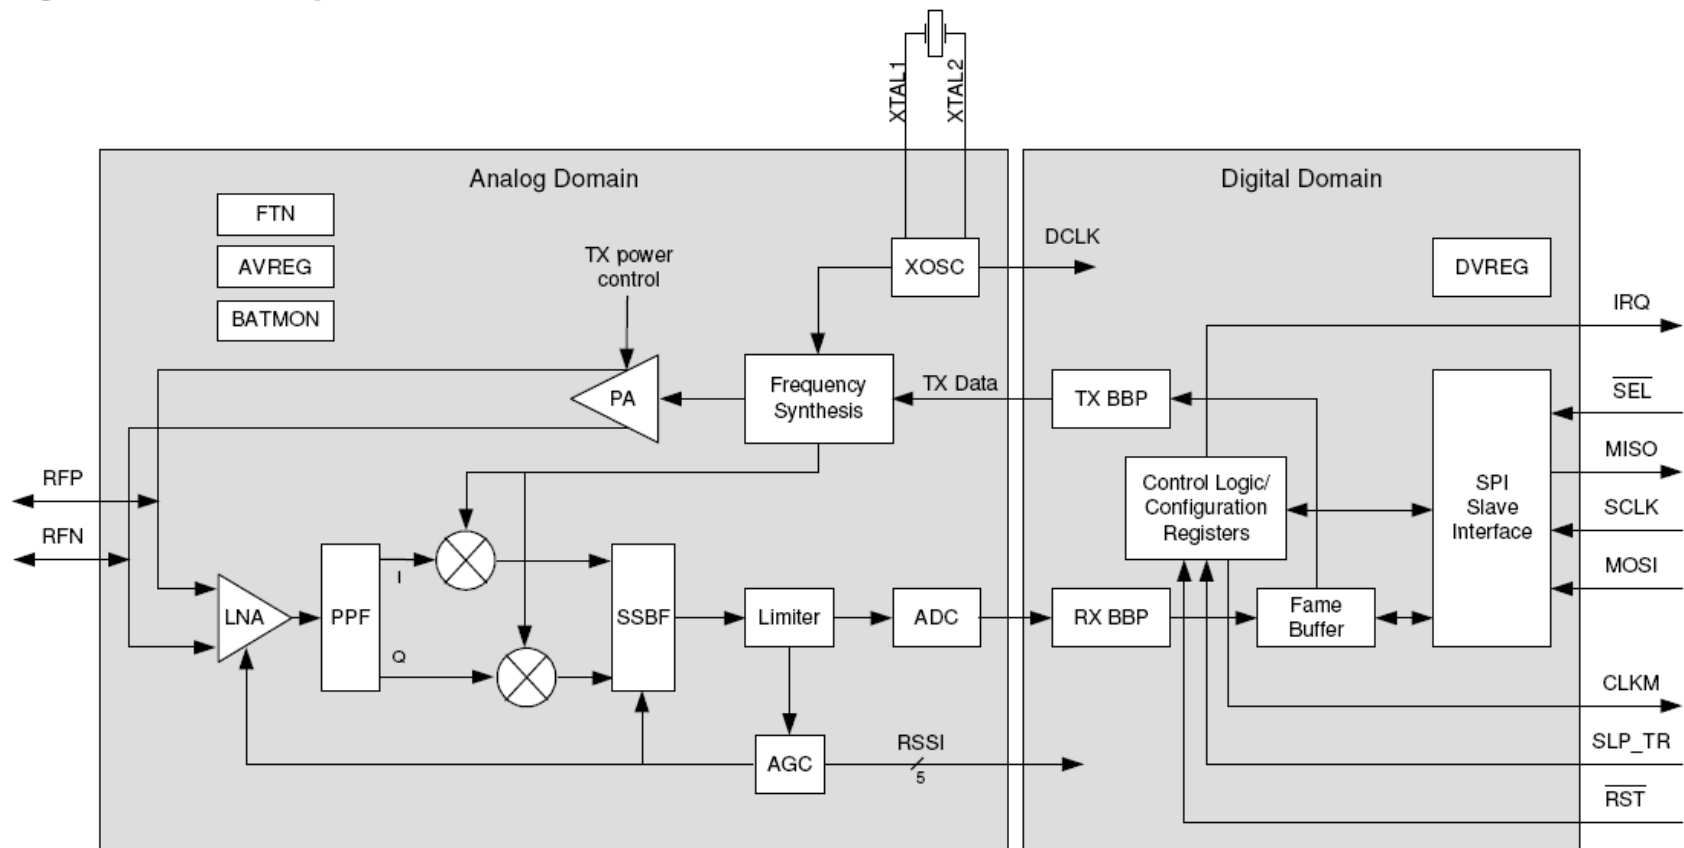 XTAL1
XTAL2
Analog Domain
Digital Domain
FTN
AVREG
BATMON
TX power
control
XOSC
DCLK
DVREG
IRQ
PA
Frequency
Synthesis
TX Data
TX BBP
SEL
MISO
SCLK
MOSI
SPI
Slave
Interface
Control Logic/
Configuration
Registers
RFP
RFN
LNA
PPF
I
Q
SSBF
Limiter
ADC
RX BBP
Fame
Buffer
CLKM
SLP_TR
RST
AGC
RSSI
5